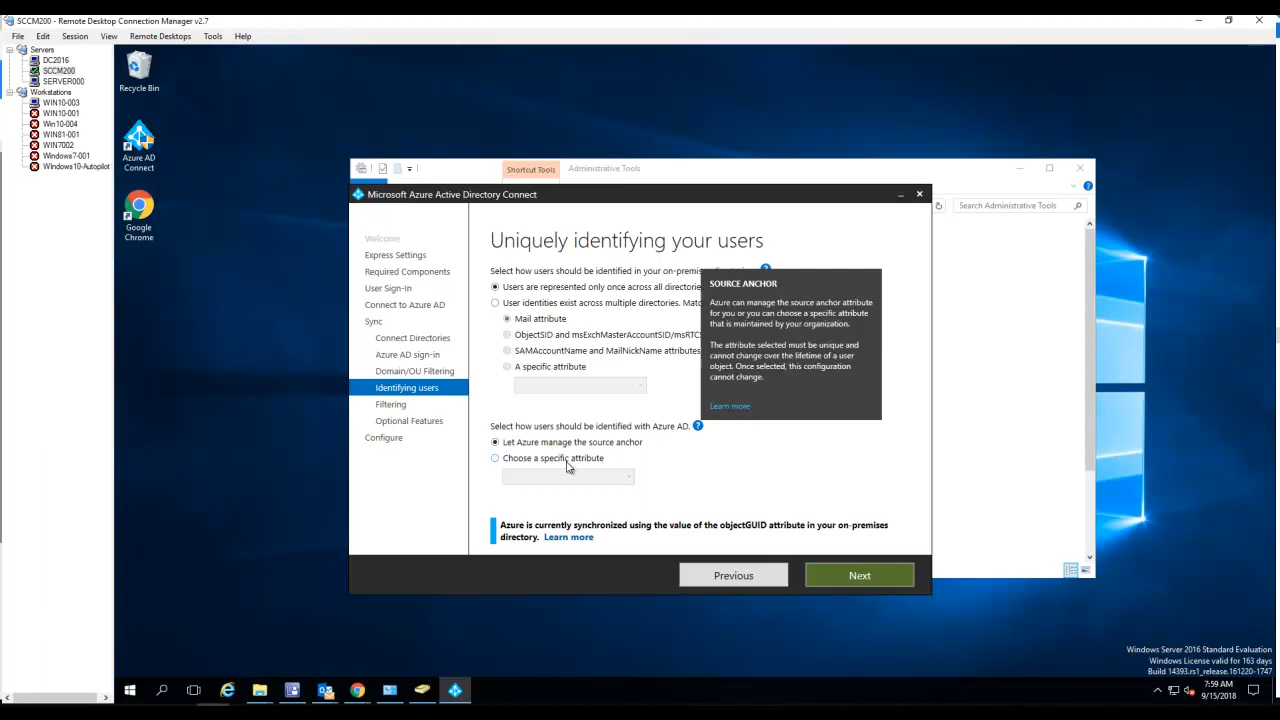 SCCM200 - Remote Desktop Connection Manager v2.7
File Edit Session View Remote Desktops Tools Help
Servers
DC2016
SCCM200
SERVER000
Workstations
WIN10-003
WIN10-001
Win10-004
WIN81-001
WIN7002
Windows7-001
Windows10-Autopilot
Recycle Bin
Azure AD
Connect
Google
Chrome
Shortcut Tools Administrative Tools
Search Administrative Tools
Microsoft Azure Active Directory Connect
Welcome
Express Settings
Required Components
User Sign-In
Connect to Azure AD
Sync
Connect Directories
Azure AD sign-in
Domain/OU Filtering
Identifying users
Filtering
Optional Features
Configure
Uniquely identifying your users
Select how users should be identified in your on-premises
Users are represented only once across all directorie
User identities exist across multiple directories. Matc
Mail attribute
ObjectSID and msExchMasterAccountSID/msRTC
SAMAccountName and MailNickName attributes
A specific attribute
SOURCE ANCHOR
Azure can manage the source anchor attribute
for you or you can choose a specific attribute
that is maintained by your organization.
The attribute selected must be unique and
cannot change over the lifetime of a user
object. Once selected, this configuration
cannot change.
Learn more
Select how users should be identified with Azure AD. ?
Let Azure manage the source anchor
Choose a specific attribute
Azure is currently synchronized using the value of the objectGUID attribute in your on-premises
directory. Learn more
Previous Next
Windows Server 2016 Standard Evaluation
Windows License valid for 163 days
Build 14393.rs1_release.161220-1747
7:59 AM
9/15/2018